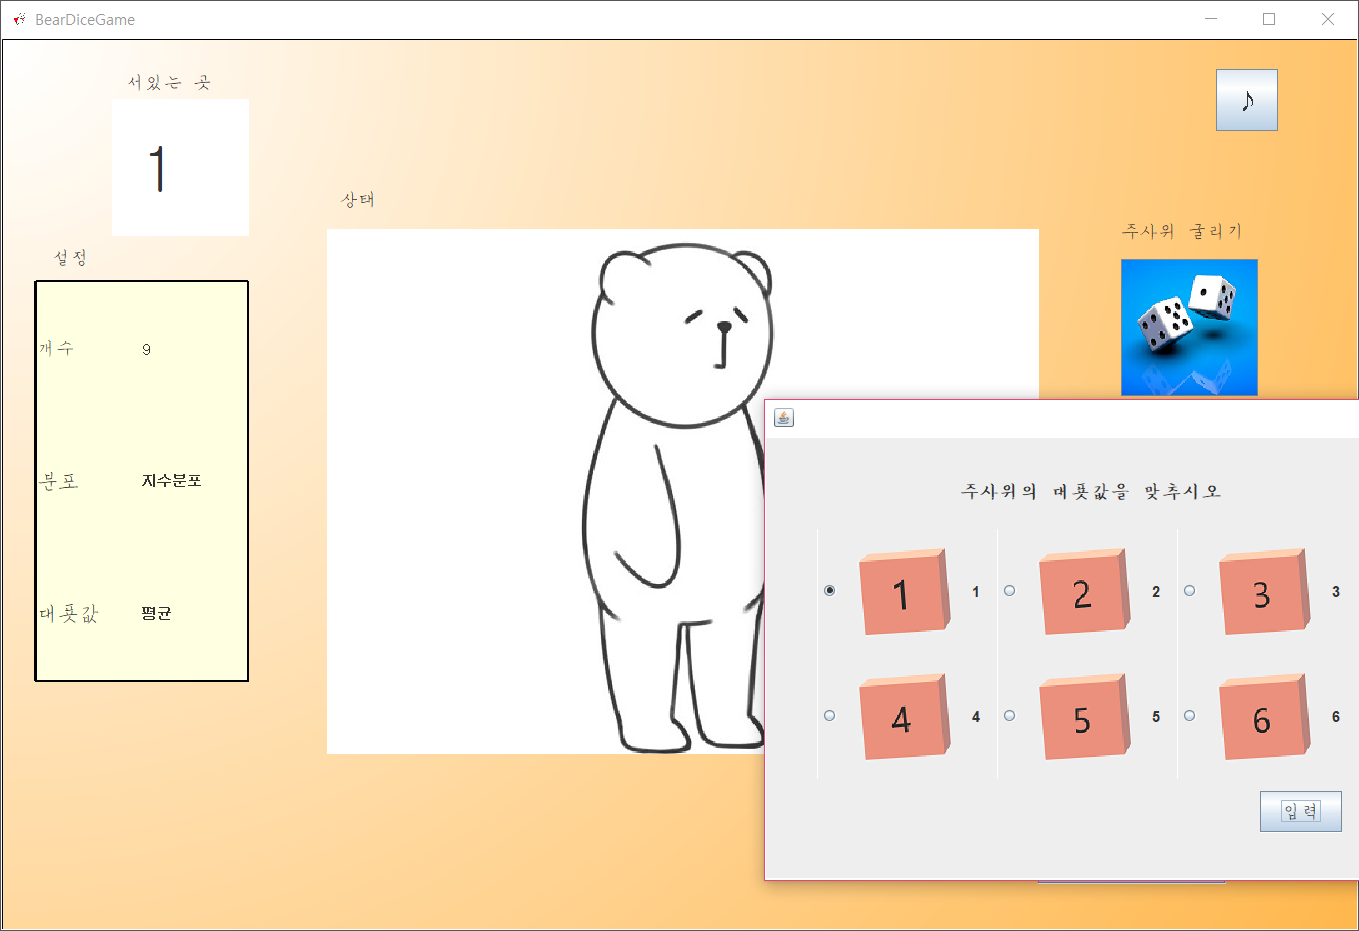 BearDiceGame
서있는 곳
1
♪
상태
주사위 굴리기
설정
개수 9
분포 지수분포
대푯값 평균
주사위의 대푯값을 맞추시오
1 1 2 2 3 3
4 4 5 5 6 6
입력